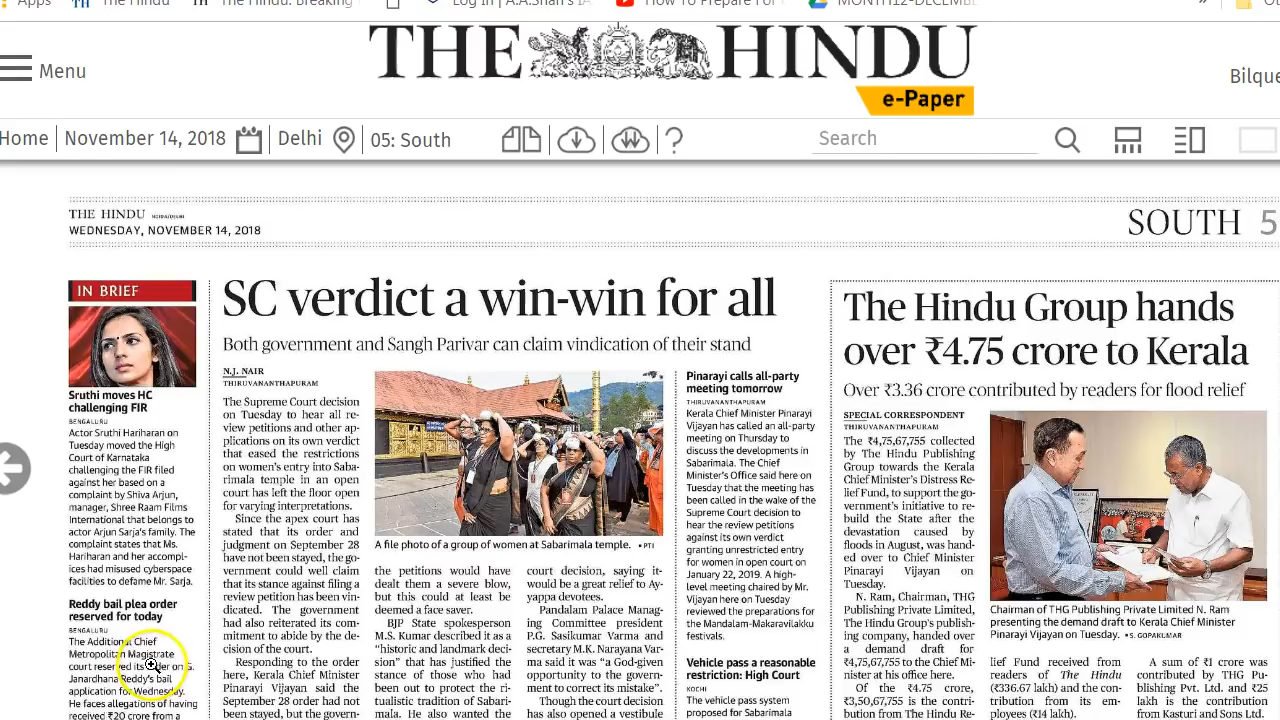 Apps TH The Hindu TH The Hindu: Breaking Log In | A.A.Shah's IA How To Prepare For MONTH12-DECEMB
THE HINDU
Menu
Bilque
e-Paper
Home November 14, 2018 Delhi 05: South ? Search
THE HINDU NOIDA/DELHI
WEDNESDAY, NOVEMBER 14, 2018
SOUTH 5
IN BRIEF
Sruthi moves HC
challenging FIR
BENGALURU
Actor Sruthi Hariharan on
Tuesday moved the High
Court of Karnataka
challenging the FIR filed
against her based on a
complaint by Shiva Arjun,
manager, Shree Raam Films
International that belongs to
actor Arjun Sarja's family. The
complaint states that Ms.
Hariharan and her accompl-
ices had misused cyberspace
facilities to defame Mr. Sarja.
Reddy bail plea order
reserved for today
BENGALURU
The Additional Chief
Metropolitan Magistrate
court reserved its order on G.
Janardhana Reddy's bail
application for Wednesday.
He faces allegations of having
received ₹20 crore from a
SC verdict a win-win for all
Both government and Sangh Parivar can claim vindication of their stand
N.J. NAIR
THIRUVANANTHAPURAM
The Supreme Court decision
on Tuesday to hear all re-
view petitions and other ap-
plications on its own verdict
that eased the restrictions
on women's entry into Saba-
rimala temple in an open
court has left the floor open
for varying interpretations.
Since the apex court has
stated that its order and
judgment on September 28
have not been stayed, the go-
vernment could well claim
that its stance against filing a
review petition has been vin-
dicated. The government
had also reiterated its com-
mitment to abide by the de-
cision of the court.
Responding to the order
here, Kerala Chief Minister
Pinarayi Vijayan said the
September 28 order had not
been stayed, but the govern-
A file photo of a group of women at Sabarimala temple. • PTI
the petitions would have
dealt them a severe blow,
but this could at least be
deemed a face saver.
BJP State spokesperson
M.S. Kumar described it as a
“historic and landmark deci-
sion” that has justified the
stance of those who had
been out to protect the ri-
tualistic tradition of Sabari-
mala. He also wanted the
court decision, saying it
would be a great relief to Ay-
yappa devotees.
Pandalam Palace Manag-
ing Committee president
P.G. Sasikumar Varma and
secretary M.K. Narayana Var-
ma said it was “a God-given
opportunity to the govern-
ment to correct its mistake”.
Though the court decision
has also opened a vestibule
Pinarayi calls all-party
meeting tomorrow
THIRUVANANTHAPURAM
Kerala Chief Minister Pinarayi
Vijayan has called an all-party
meeting on Thursday to
discuss the developments in
Sabarimala. The Chief
Minister's Office said here on
Tuesday that the meeting has
been called in the wake of the
Supreme Court decision to
hear the review petitions
against its own verdict
granting unrestricted entry
for women in open court on
January 22, 2019. A high-
level meeting chaired by Mr.
Vijayan here on Tuesday
reviewed the preparations for
the Mandalam-Makaravilakku
festivals.
Vehicle pass a reasonable
restriction: High Court
KOCHI
The vehicle pass system
proposed for Sabarimala
The Hindu Group hands
over ₹4.75 crore to Kerala
Over ₹3.36 crore contributed by readers for flood relief
SPECIAL CORRESPONDENT
THIRUVANANTHAPURAM
The ₹4,75,67,755 collected
by The Hindu Publishing
Group towards the Kerala
Chief Minister's Distress Re-
lief Fund, to support the go-
vernment's initiative to re-
build the State after the
devastation caused by
floods in August, was hand-
ed over to Chief Minister
Pinarayi Vijayan on
Tuesday.
N. Ram, Chairman, THG
Publishing Private Limited,
The Hindu's publish-
ing company, handed over
a demand draft for
₹4,75,67,755 to the Chief Mi-
nister at his office here.
Of the ₹4.75 crore,
₹3,50,67,755 is the contri-
bution from The Hindu Re-
Chairman of THG Publishing Private Limited N. Ram
presenting the demand draft to Kerala Chief Minister
Pinarayi Vijayan on Tuesday. • S. GOPAKUMAR
lief Fund received from
readers of The Hindu
(₹336.67 lakh) and the con-
tribution from its em-
ployees (₹14 lakh).
A sum of ₹1 crore was
contributed by THG Pu-
blishing Pvt. Ltd. and ₹25
lakh is the contribution
from Kasturi and Sons Ltd.